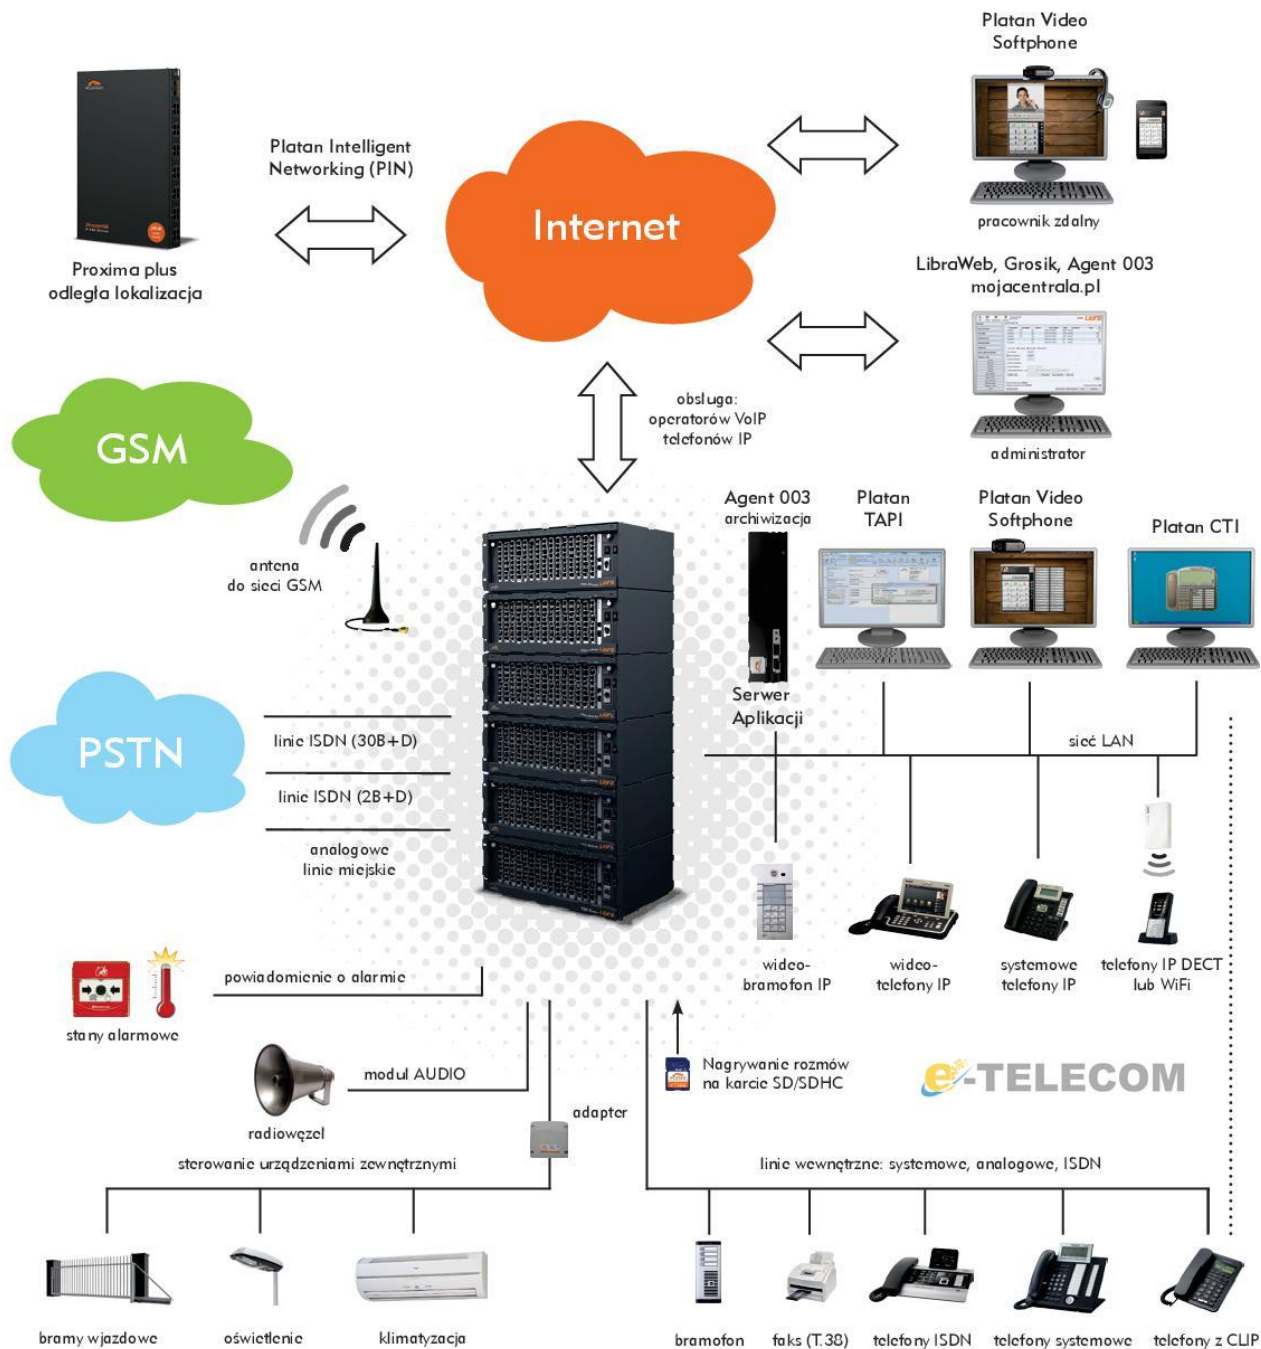 Platan Video
Softphone
Platan Intelligent
Networking (PIN)
Internet
pracownik zdalny
Proxima plus
odległa lokalizacja
LibraWeb, Grosik, Agent 003
mojacentrala.pl
administrator
obsługa:
operatorów VoIP
telefonów IP
GSM
antena
do sieci GSM
Agent 003
archiwizacja
Platan
TAPI
Platan Video
Softphone
Platan CTI
Serwer
Aplikacji
sieć LAN
PSTN
linie ISDN (30B+D)
linie ISDN (2B+D)
analogowe
linie miejskie
wideo-
bramofon IP
wideo-
telefony IP
systemowe
telefony IP
telefony IP DECT
lub WiFi
powiadomienie o alarmie
stany alarmowe
moduł AUDIO
radiowęzeł
Nagrywanie rozmów
na karcie SD/SDHC
e-TELECOM
adapter
sterowanie urządzeniami zewnętrznymi
linie wewnętrzne: systemowe, analogowe, ISDN
bramy wjazdowe
oświetlenie
klimatyzacja
bramofon
faks (T.38)
telefony ISDN
telefony systemowe
telefony z CLIP